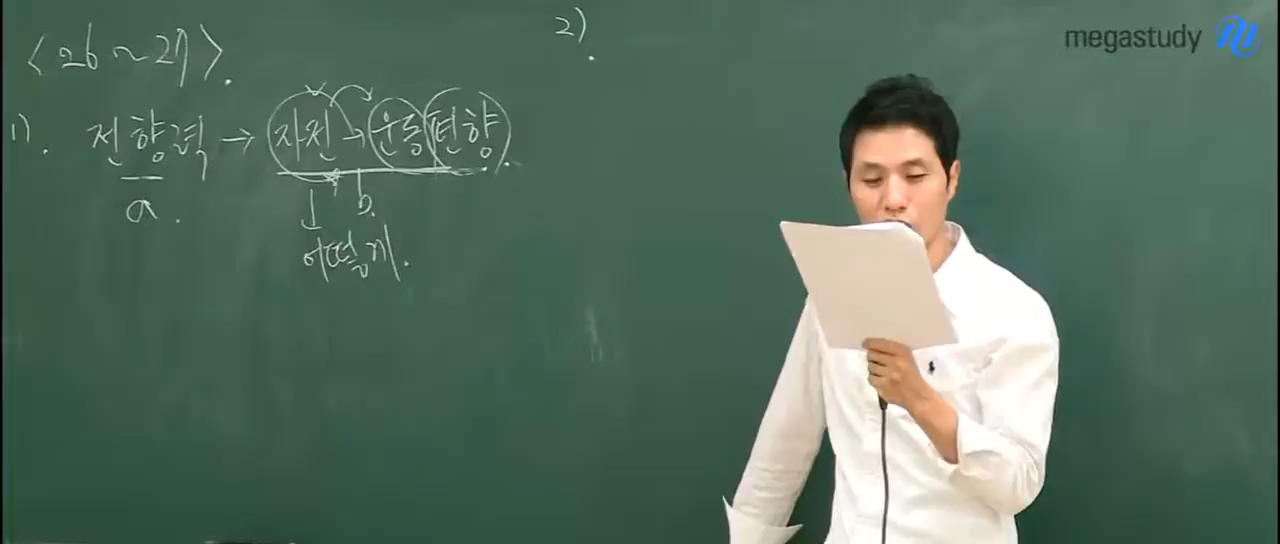 <26~27>.
1). 전향력 → 자전 → 운동 편향.
a. b.
어떻게.
2).
megastudy